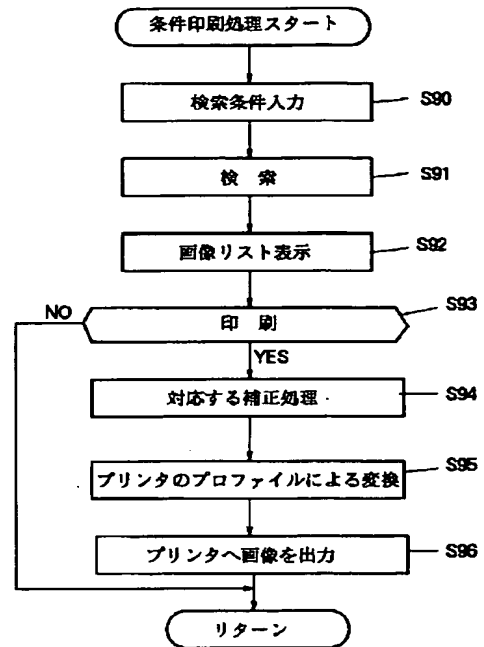 条件印刷処理スタート
検索条件入力
S90
検 索
S91
画像リスト表示
S92
印 刷
S93
NO
YES
対応する補正処理
S94
プリンタのプロファイルによる変換
S95
プリンタへ画像を出力
S96
リターン